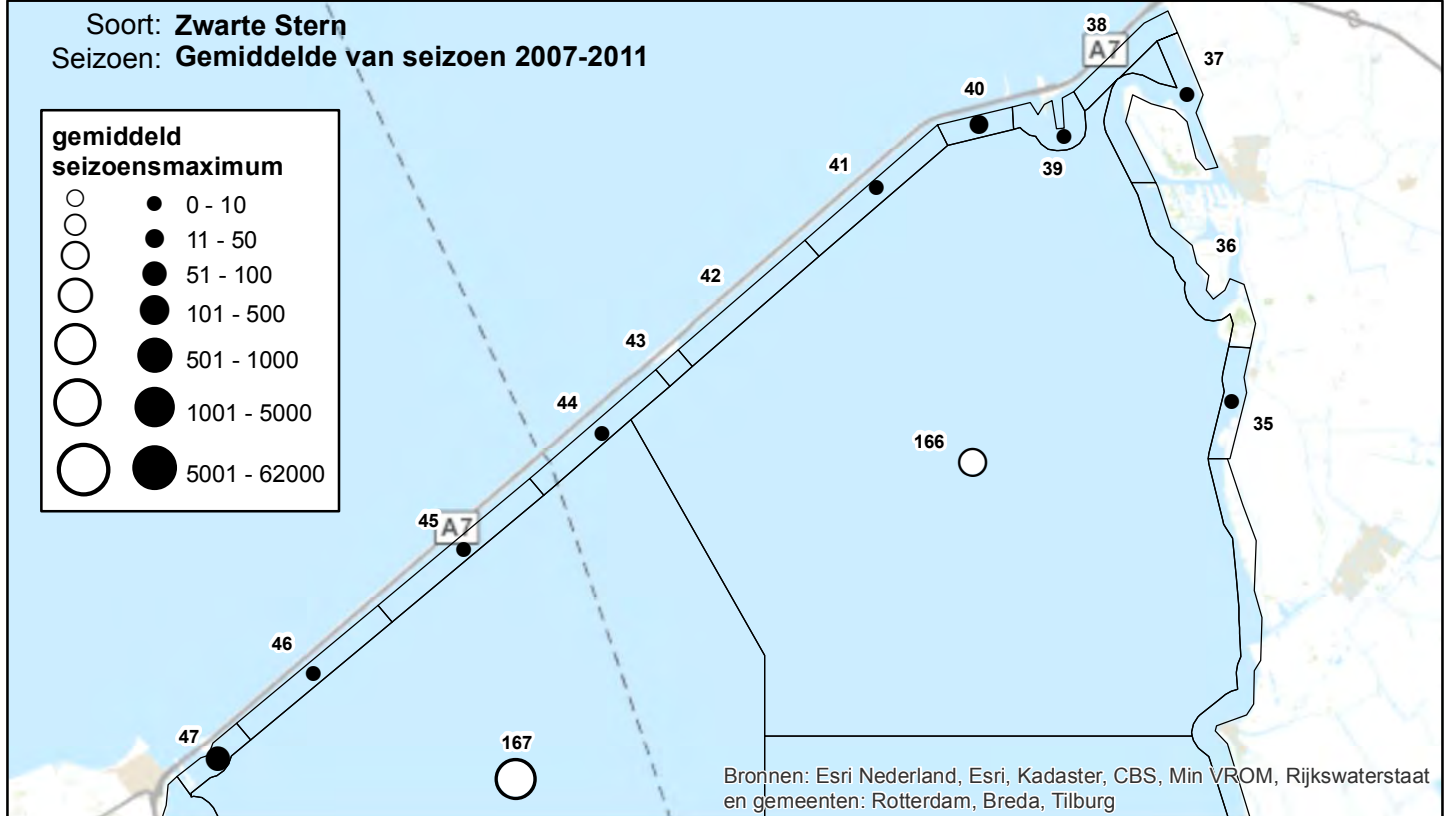 Soort: Zwarte Stern
Seizoen: Gemiddelde van seizoen 2007-2011
gemiddeld
seizoensmaximum
0 - 10
11 - 50
51 - 100
101 - 500
501 - 1000
1001 - 5000
5001 - 62000
38
A7
37
40
39
41
36
42
43
44
35
166
45
A7
46
47
167
Bronnen: Esri Nederland, Esri, Kadaster, CBS, Min VROM, Rijkswaterstaat
en gemeenten: Rotterdam, Breda, Tilburg